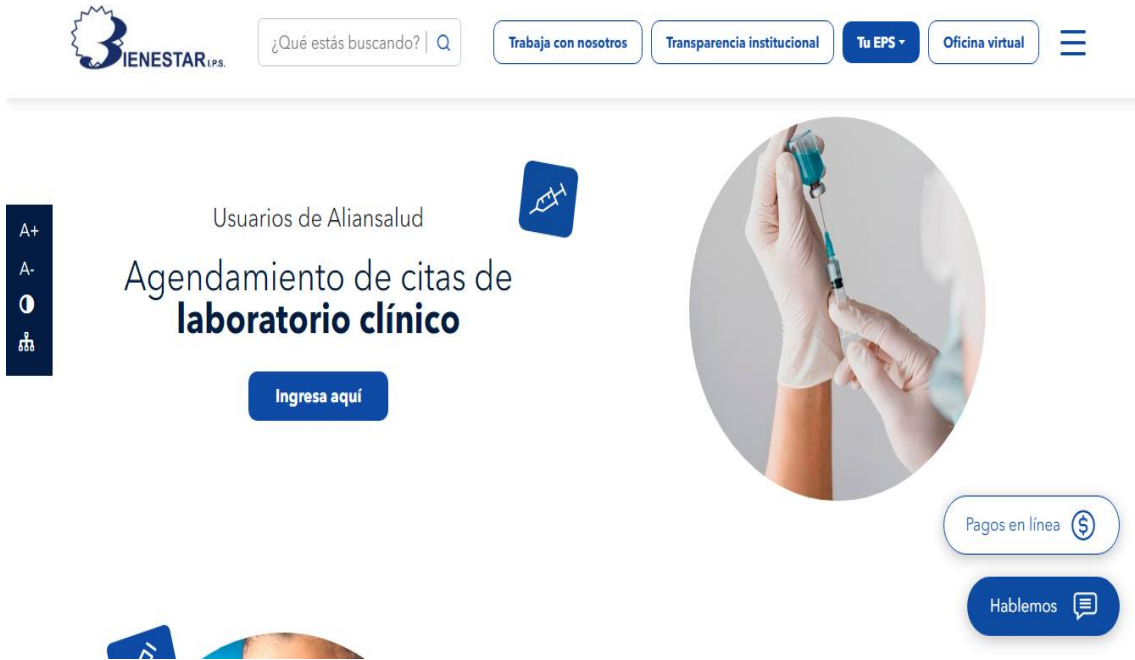 BIENESTAR I.P.S.
¿Qué estás buscando?
Trabaja con nosotros
Transparencia institucional
Tu EPS
Oficina virtual
A+
A-
Usuarios de Aliansalud
Agendamiento de citas de
laboratorio clínico
Ingresa aquí
Pagos en línea
Hablemos